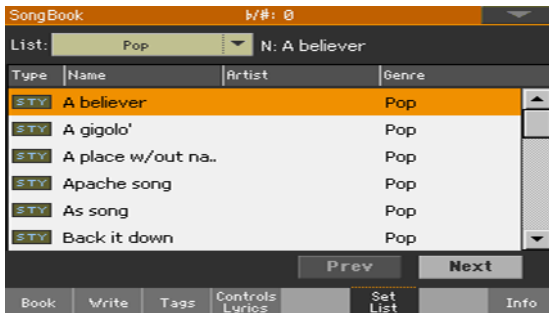 SongBook ♭/#: 0
List: Pop N: A believer
Type Name Artist Genre
STY A believer Pop
STY A gigolo' Pop
STY A place w/out na.. Pop
STY Apache song Pop
STY As song Pop
STY Back it down Pop
Prev Next
Book Write Tags Controls Lyrics Set List Info